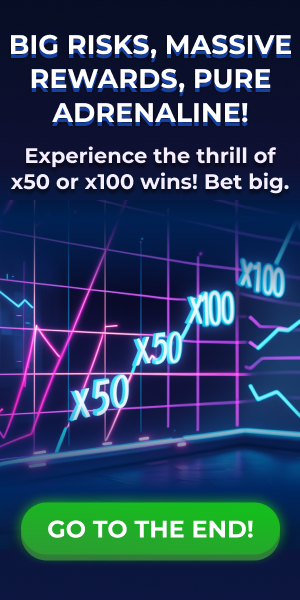 BIG RISKS, MASSIVE
REWARDS, PURE
ADRENALINE!
Experience the thrill of
x50 or x100 wins! Bet big.
x100
x100
x50
x50
GO TO THE END!